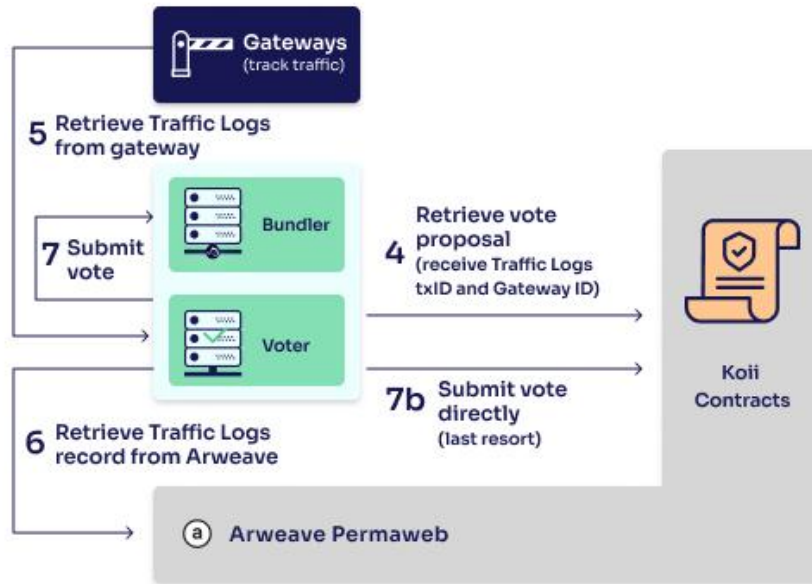 Gateways
(track traffic)
5 Retrieve Traffic Logs
from gateway
Bundler
7 Submit
vote
Retrieve vote
proposal
4 (receive Traffic Logs
txID and Gateway ID)
Voter
7b Submit vote
directly
(last resort)
Koii
Contracts
6 Retrieve Traffic Logs
record from Arweave
a Arweave Permaweb